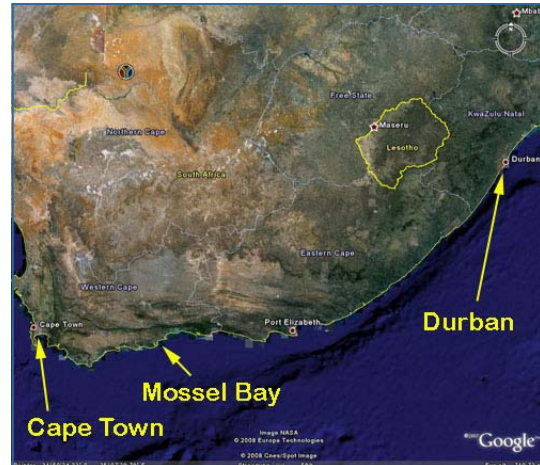 Mbat
Free State
KwaZulu Natal
Maseru
Northern Cape
Lesotho
Durban
South Africa
Eastern Cape
Western Cape
Cape Town
Port Elizabeth
Durban
Mossel Bay
Cape Town
Image NASA
© 2008 Europa Technologies
© 2008 Cnes/Spot Image
Google